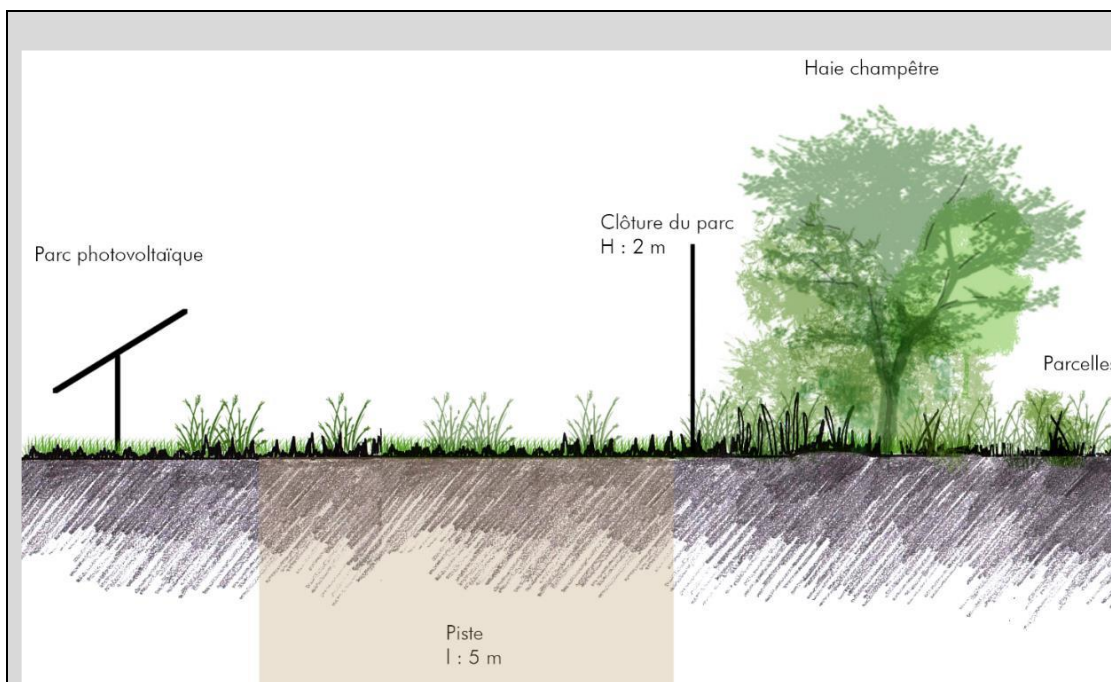 Haie champêtre
Clôture du parc
H : 2 m
Parc photovoltaïque
Parcelles
Piste
l : 5 m